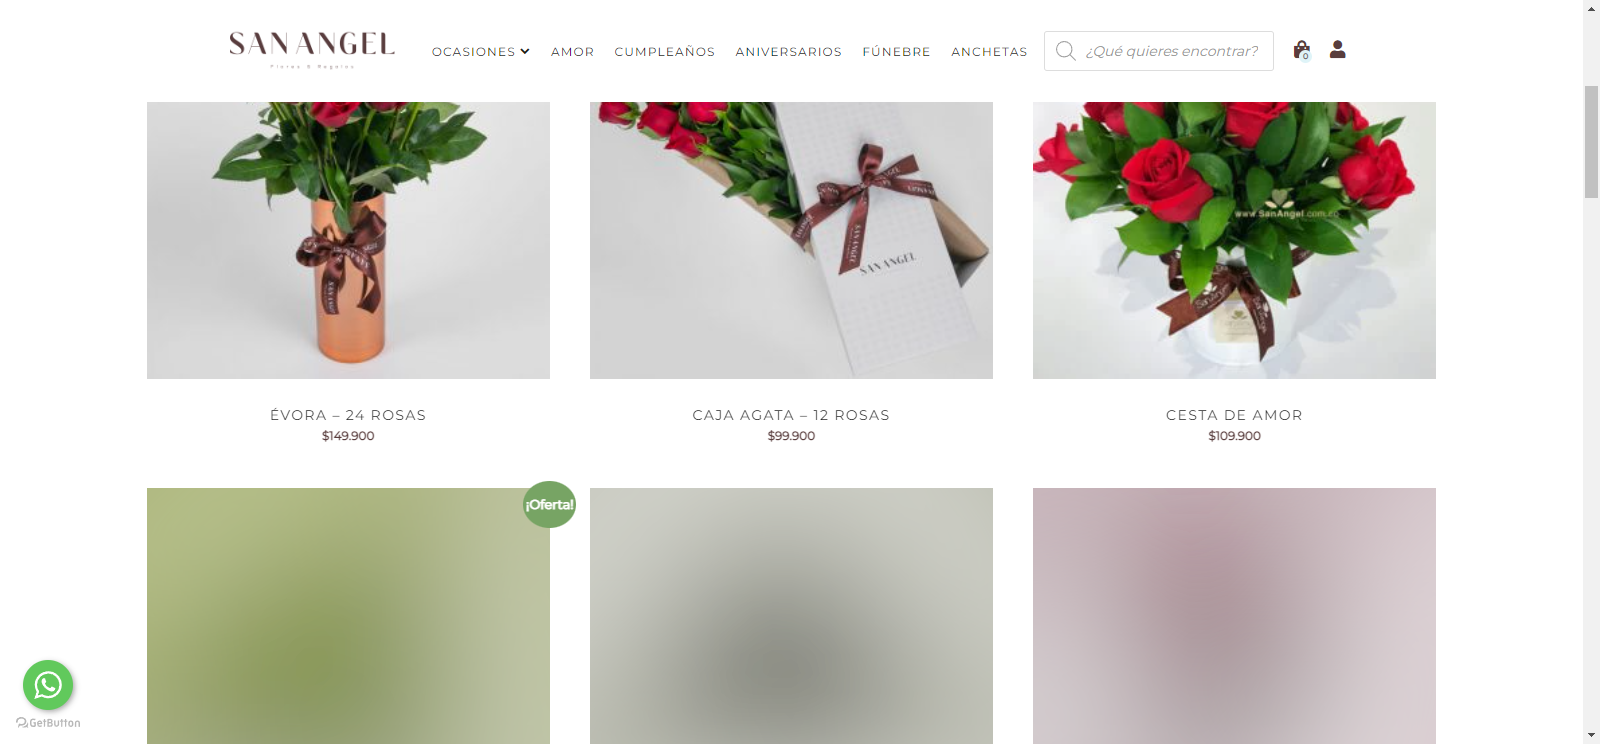 SAN ANGEL
Flores & Regalos
OCASIONES
AMOR
CUMPLEAÑOS
ANIVERSARIOS
FÚNEBRE
ANCHETAS
¿Qué quieres encontrar?
0
SAN ANGEL
www.SanAngel.com.co
ÉVORA – 24 ROSAS
$149.900
CAJA AGATA – 12 ROSAS
$99.900
CESTA DE AMOR
$109.900
¡Oferta!
GetButton